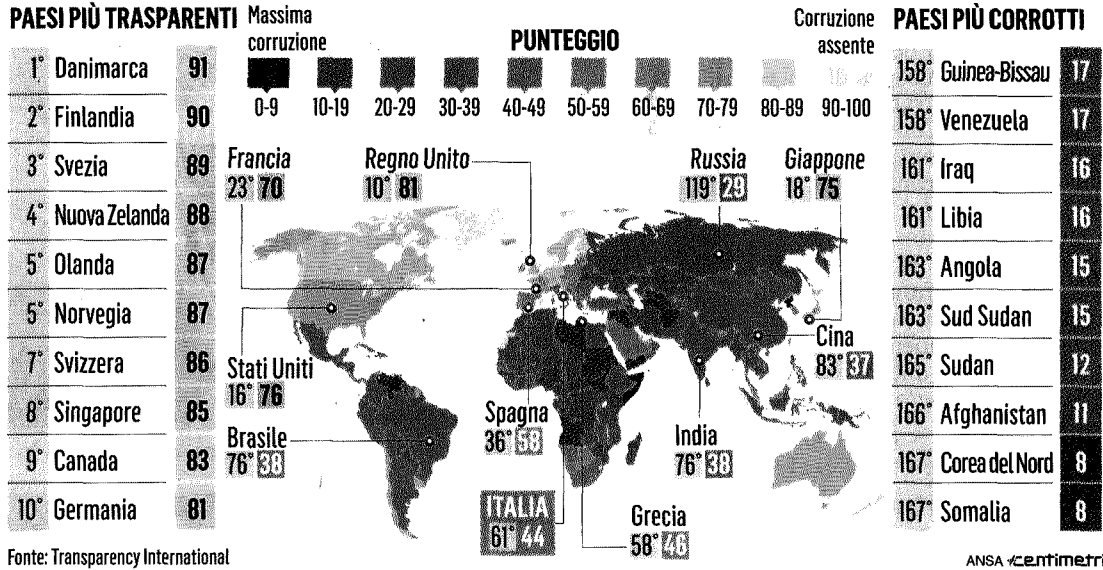 PAESI PIÙ TRASPARENTI
1° Danimarca 91
2° Finlandia 90
3° Svezia 89
4° Nuova Zelanda 88
5° Olanda 87
5° Norvegia 87
7° Svizzera 86
8° Singapore 85
9° Canada 83
10° Germania 81
Fonte: Transparency International
Massima
corruzione
PUNTEGGIO
Corruzione
assente
0-9 10-19 20-29 30-39 40-49 50-59 60-69 70-79 80-89 90-100
Francia
23° 70
Regno Unito
10° 81
Russia
119° 29
Giappone
18° 75
Stati Uniti
16° 76
Brasile
76° 38
Spagna
36° 58
ITALIA
61° 44
Grecia
58° 46
India
76° 38
Cina
83° 37
PAESI PIÙ CORROTTI
158° Guinea-Bissau 17
158° Venezuela 17
161° Iraq 16
161° Libia 16
163° Angola 15
163° Sud Sudan 15
165° Sudan 12
166° Afghanistan 11
167° Corea del Nord 8
167° Somalia 8
ANSA centimetri